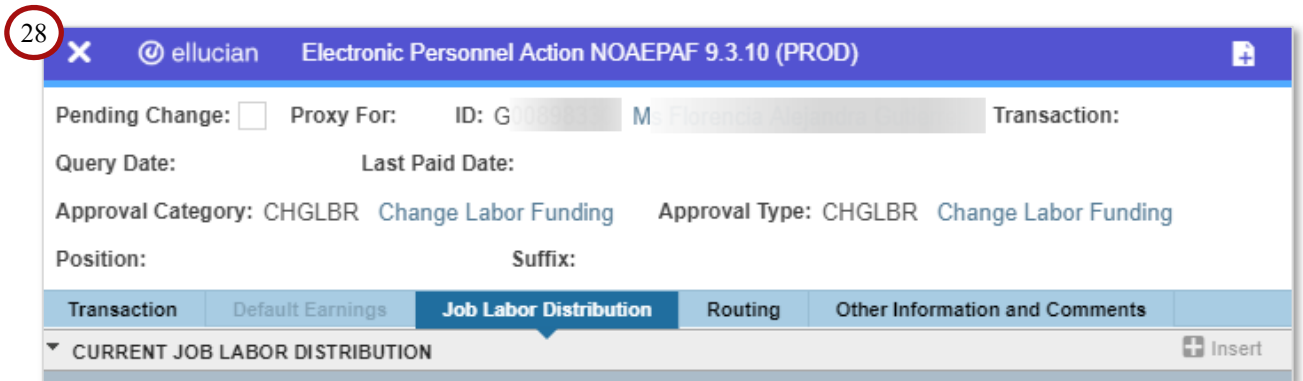 28
ellucian Electronic Personnel Action NOAEPAF 9.3.10 (PROD)
Pending Change: Proxy For: ID: G Ms Transaction:
Query Date: Last Paid Date:
Approval Category: CHGLBR Change Labor Funding Approval Type: CHGLBR Change Labor Funding
Position: Suffix:
Transaction Default Earnings Job Labor Distribution Routing Other Information and Comments
CURRENT JOB LABOR DISTRIBUTION Insert